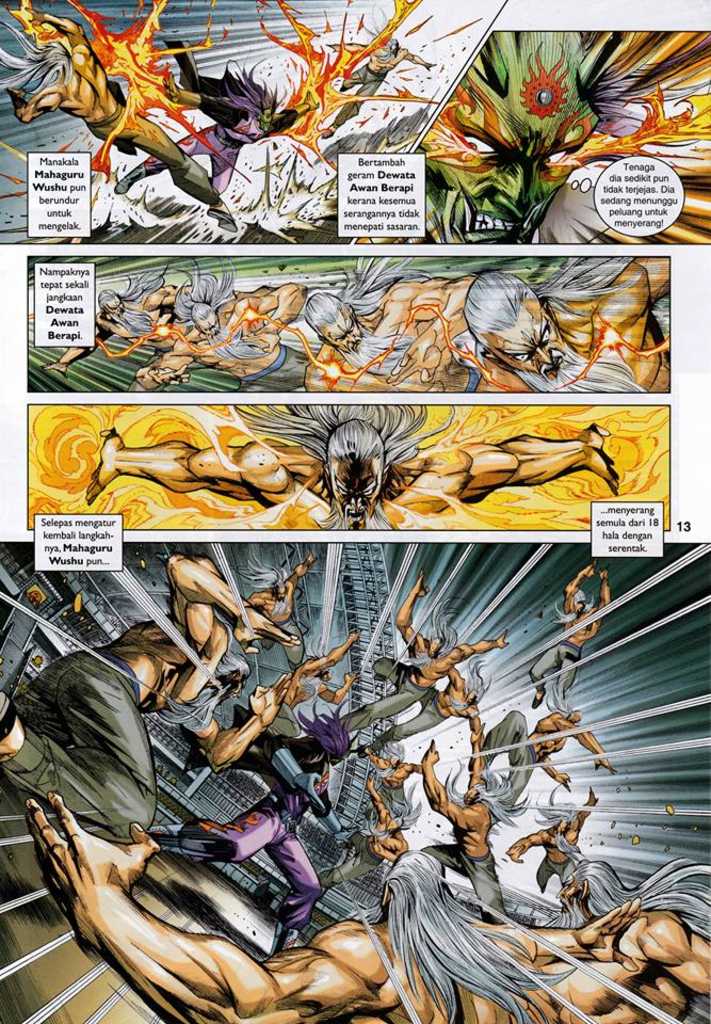 Manakala
Mahaguru
Wushu pun
berundur
untuk
mengelak.
Bertambah
geram Dewata
Awan Berapi
kerana kesemua
serangannya tidak
menepati sasaran.
Tenaga
dia sedikit pun
tidak terjejas. Dia
sedang menunggu
peluang untuk
menyerang!
Nampaknya
tepat sekali
jangkaan
Dewata
Awan
Berapi.
Selepas mengatur
kembali langkah-
nya, Mahaguru
Wushu pun...
...menyerang
semula dari 18
hala dengan
serentak.
13